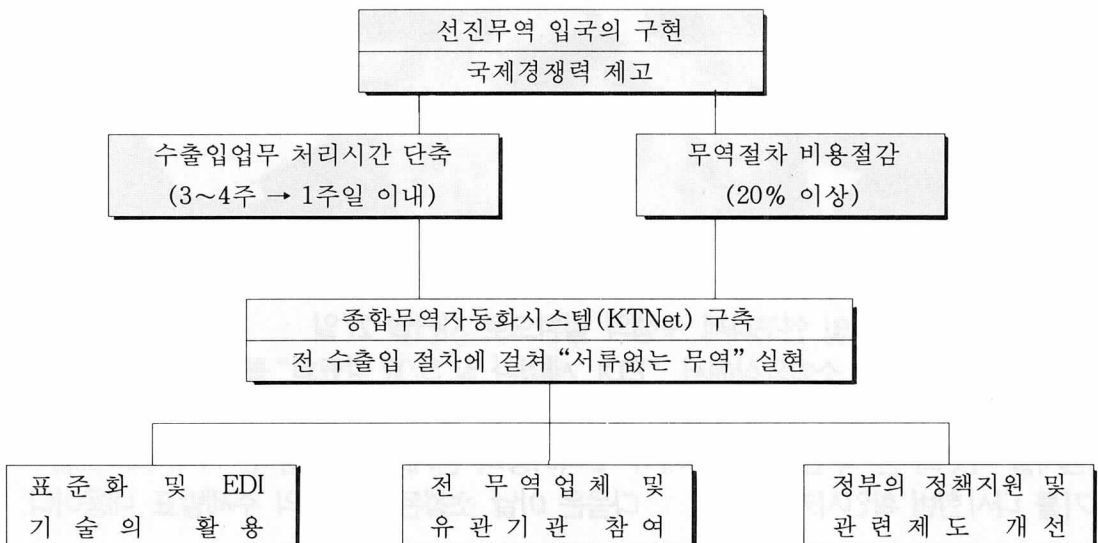 선진무역 입국의 구현
국제경쟁력 제고
수출입업무 처리시간 단축
(3~4주 → 1주일 이내)
무역절차 비용절감
(20% 이상)
종합무역자동화시스템(KTNet) 구축
전 수출입 절차에 걸쳐 “서류없는 무역” 실현
표준화 및 EDI
기술의 활용
전 무역업체 및
유관기관 참여
정부의 정책지원 및
관련제도 개선